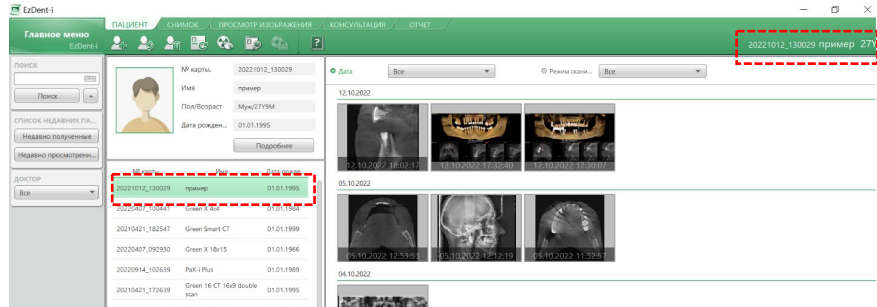 EzDent-i
Главное меню
EzDent-i
ПАЦИЕНТ
СНИМОК
ПРОСМОТР ИЗОБРАЖЕНИЯ
КОНСУЛЬТАЦИЯ
ОТЧЕТ
20221012_130029 пример 27Y
ПОИСК
Поиск
СПИСОК НЕДАВНИХ ПА...
Недавно полученные
Недавно просмотренн...
ДОКТОР
Все
№ карты. 20221012_130029
Имя пример
Пол/Возраст Муж/27Y9M
Дата рожден... 01.01.1995
Подробнее
№ карты Имя Дата рожде
20221012_130029 пример 01.01.1995
20220407_100441 Green X 4x4 01.01.1984
20210421_182547 Green Smart CT 01.01.1999
20220407_092930 Green X 18x15 01.01.1966
20220914_102639 PaX-i Plus 01.01.1989
20210421_172639 Green 16 CT 16x9 double scan 01.01.1995
Дата Все Режим скани... Все
12.10.2022
12.10.2022 18:02:17
12.10.2022 17:32:40
12.10.2022 17:30:07
05.10.2022
05.10.2022 12:53:53
05.10.2022 12:12:19
05.10.2022 11:52:57
04.10.2022